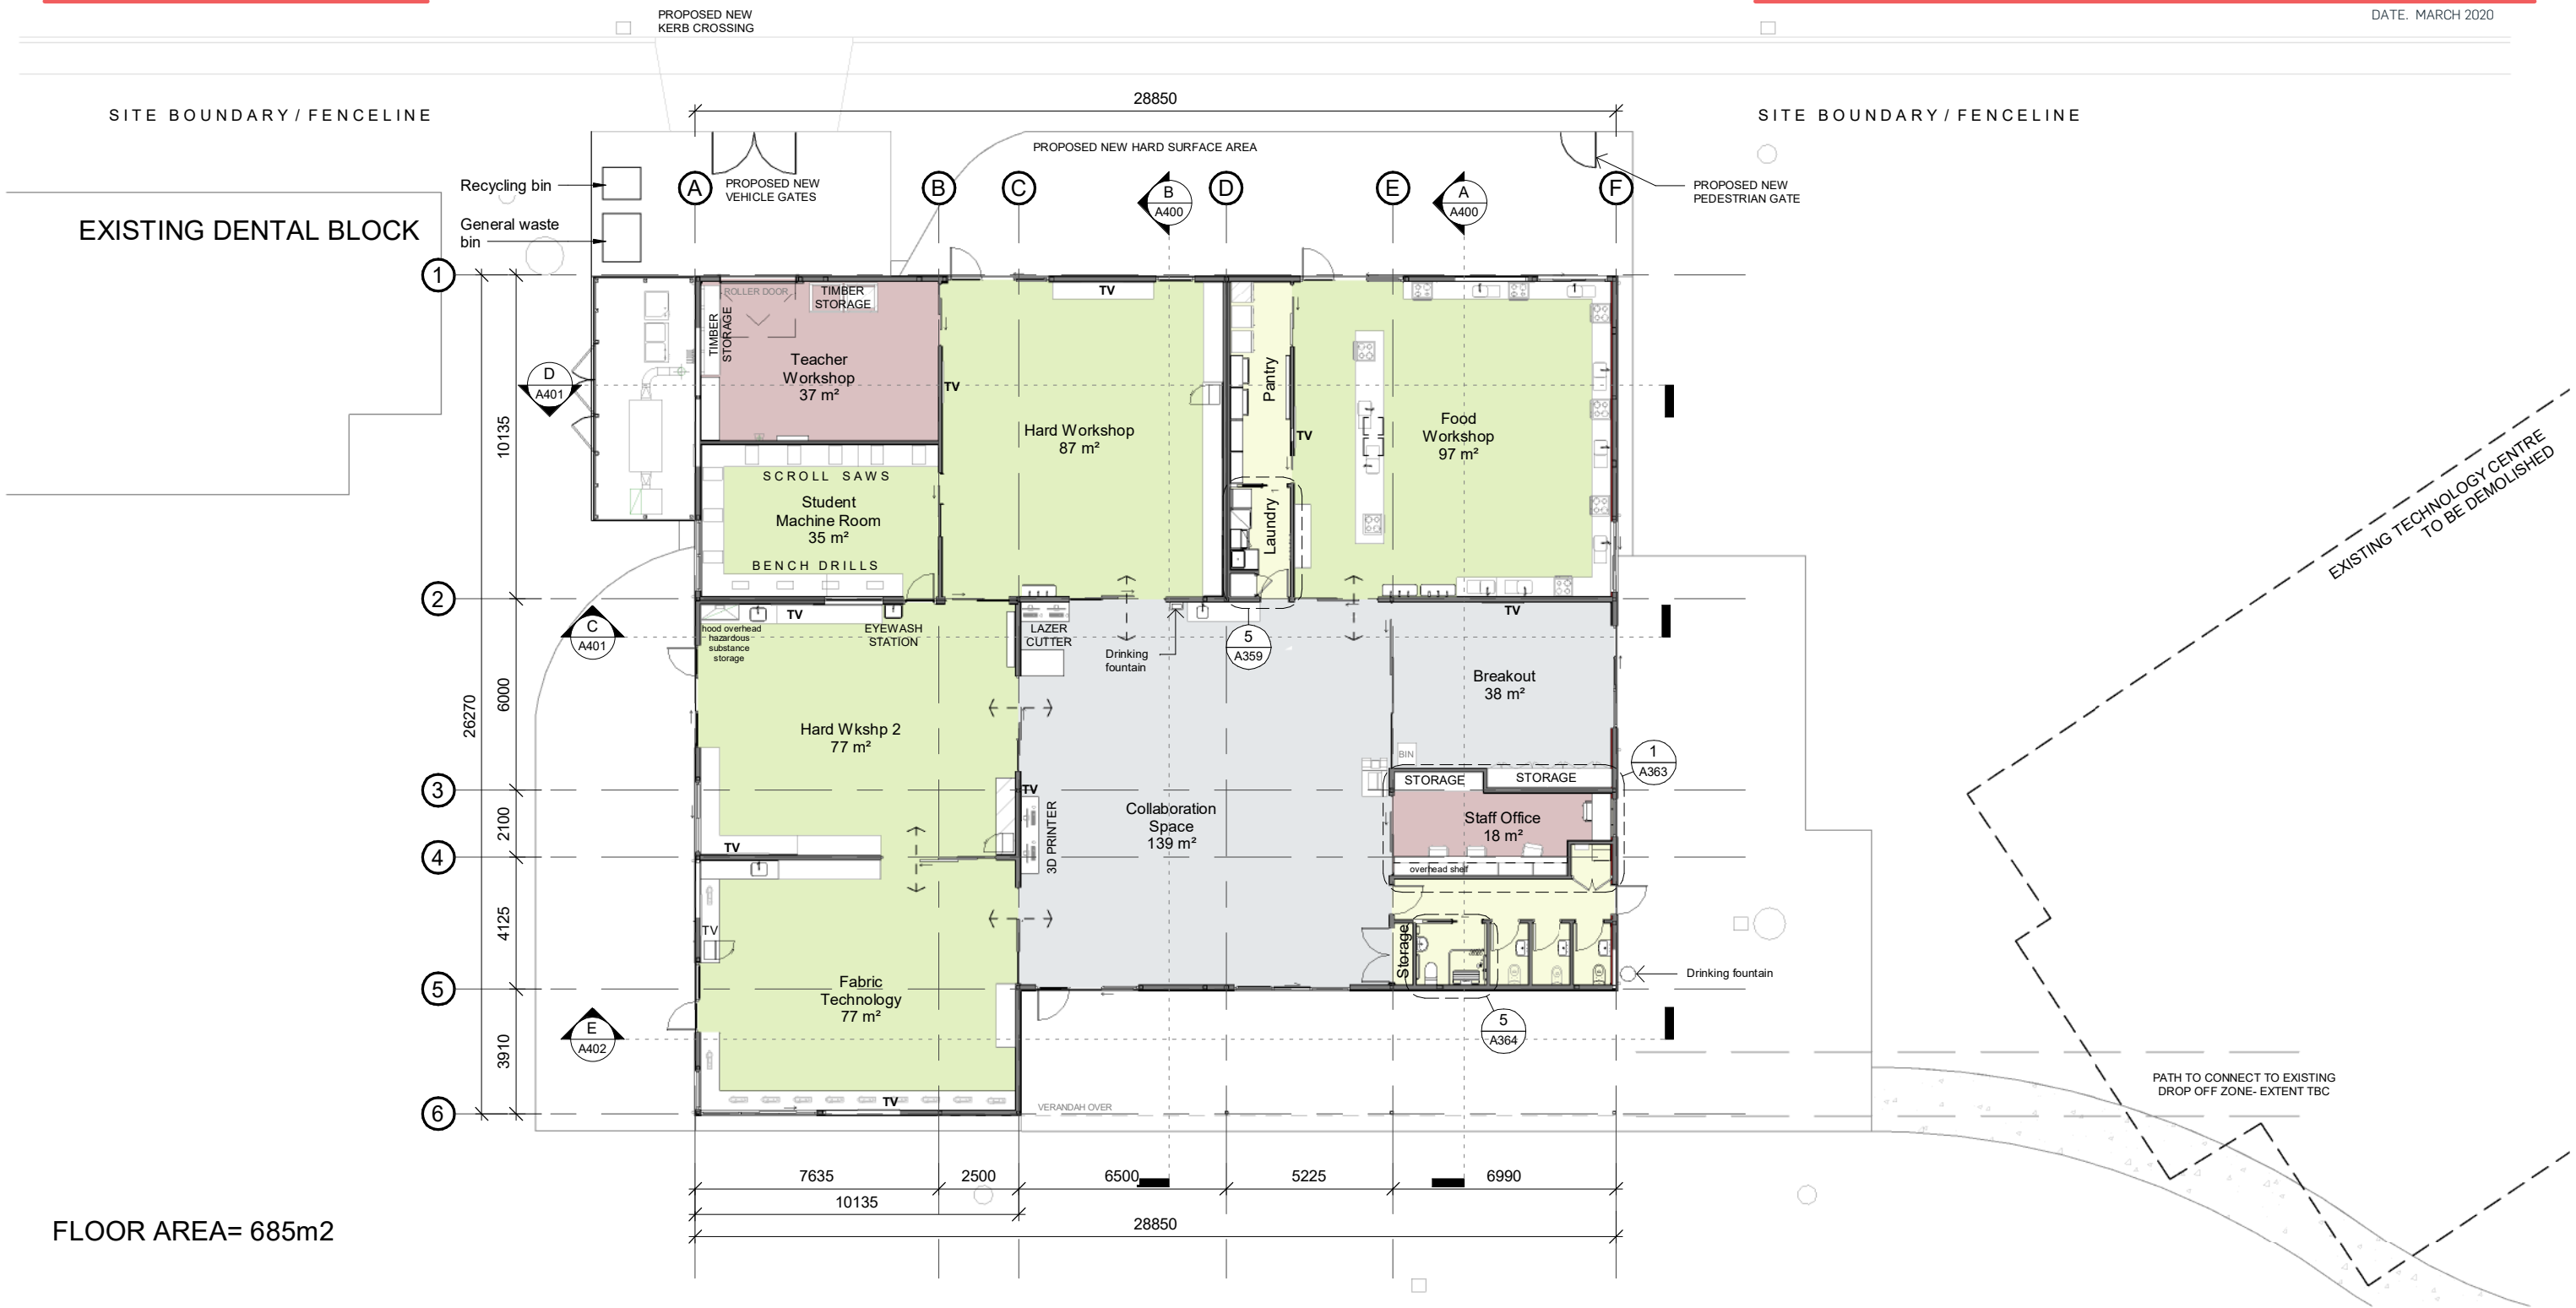 DATE. MARCH 2020
PROPOSED NEW
KERB CROSSING
28850
SITE BOUNDARY / FENCELINE
SITE BOUNDARY / FENCELINE
PROPOSED NEW HARD SURFACE AREA
Recycling bin
General waste
bin
PROPOSED NEW
VEHICLE GATES
PROPOSED NEW
PEDESTRIAN GATE
EXISTING DENTAL BLOCK
A
B
C
B
A400
D
E
A
A400
F
1
ROLLER DOOR
TIMBER
STORAGE
TIMBER
STORAGE
Teacher
Workshop
37 m²
TV
TV
Hard Workshop
87 m²
Pantry
TV
Food
Workshop
97 m²
D
A401
10135
SCROLL SAWS
Student
Machine Room
35 m²
BENCH DRILLS
Laundry
EXISTING TECHNOLOGY CENTRE
TO BE DEMOLISHED
2
TV
hood overhead
hazardous
substance
storage
EYEWASH
STATION
LAZER
CUTTER
Drinking
fountain
5
A359
TV
C
A401
Breakout
38 m²
26270
6000
Hard Wkshp 2
77 m²
BIN
STORAGE
STORAGE
1
A363
3
TV
3D PRINTER
Collaboration
Space
139 m²
Staff Office
18 m²
2100
TV
4
overhead shelf
4125
TV
Storage
Drinking fountain
5
Fabric
Technology
77 m²
5
A364
E
A402
3910
TV
VERANDAH OVER
6
PATH TO CONNECT TO EXISTING
DROP OFF ZONE- EXTENT TBC
7635
2500
6500
5225
6990
10135
28850
FLOOR AREA= 685m2